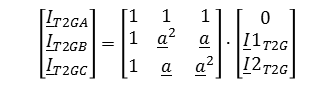 [I_T2GA] = [1 1 1] · [0]
[I_T2GB] = [1 a² a] · [I1_T2G]
[I_T2GC] = [1 a a²] · [I2_T2G]